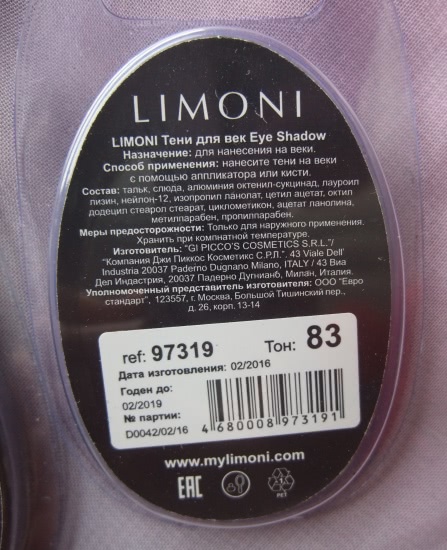 LIMONI
LIMONI Тени для век Eye Shadow
Назначение: для нанесения на веки.
Способ применения: нанесите тени на веки
с помощью аппликатора или кисти.
Состав: тальк, слюда, алюминия октенил-сукцинад, лауроил
лизин, нейлон-12, изопропил ланолат, цетил ацетат, октил
додецил стеароп стеарат, циклометикон, ацетат ланолина,
метилпарабен, пропилпарабен.
Меры предосторожности: Только для наружного применения.
Хранить при комнатной температуре.
Изготовитель: "GI PICCO'S COSMETICS S.R.L."/
"Компания Джи Пиккос Косметикс С.Р.Л.". 43 Viale Dell'
Industria 20037 Paderno Dugnano Milano, ITALY / 43 Виа
Дел Индастрия, 20037 Падерно Дугнианб, Милан, Италия.
Уполномоченный представитель изготовителя: ООО "Евро
стандарт", 123557, г. Москва, Большой Тишинский пер.,
д. 26, корп. 13-14
ref: 97319 Тон: 83
Дата изготовления: 02/2016
Годен до:
02/2019
№ партии:
D0042/02/16
4 680008 973191
www.mylimoni.com
EAC